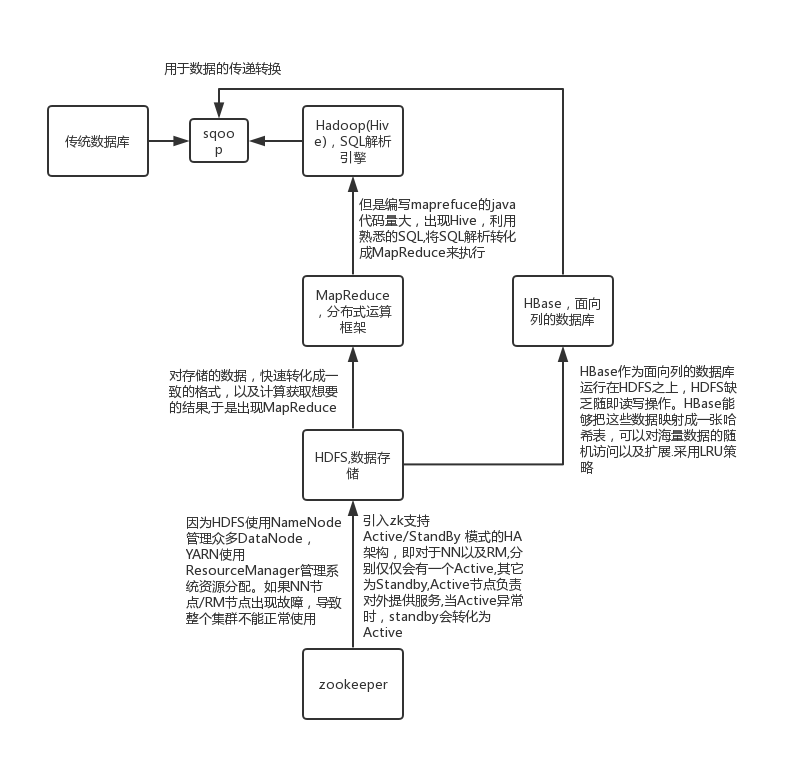 用于数据的传递转换
传统数据库
sqoo
p
Hadoop(Hiv
e)，SQL解析
引擎
但是编写maprefuce的java
代码量大，出现Hive，利用
熟悉的SQL,将SQL解析转化
成MapReduce来执行
MapReduce
，分布式运算
框架
HBase，面向
列的数据库
对存储的数据，快速转化成一
致的格式，以及计算获取想要
的结果,于是出现MapReduce
HBase作为面向列的数据库
运行在HDFS之上，HDFS缺
乏随即读写操作。HBase能
够把这些数据映射成一张哈
希表，可以对海量数据的随
机访问以及扩展.采用LRU策
略
HDFS,数据存
储
因为HDFS使用NameNode
管理众多DataNode，
YARN使用
ResourceManager管理系
统资源分配。如果NN节
点/RM节点出现故障，导致
整个集群不能正常使用
引入zk支持
Active/StandBy 模式的HA
架构，即对于NN以及RM,分
别仅仅会有一个Active,其它
为Standby,Active节点负责
对外提供服务,当Active异常
时，standby会转化为
Active
zookeeper